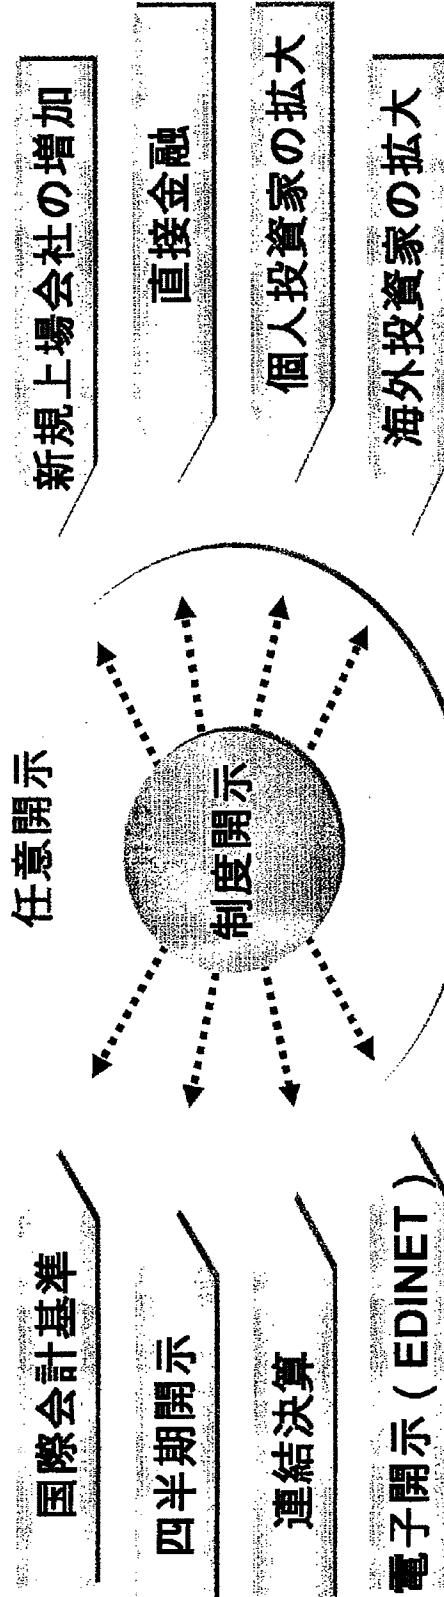 任意開示
国際会計基準
四半期開示
連結決算
電子開示（EDINET）
制度開示
新規上場会社の増加
直接金融
個人投資家の拡大
海外投資家の拡大